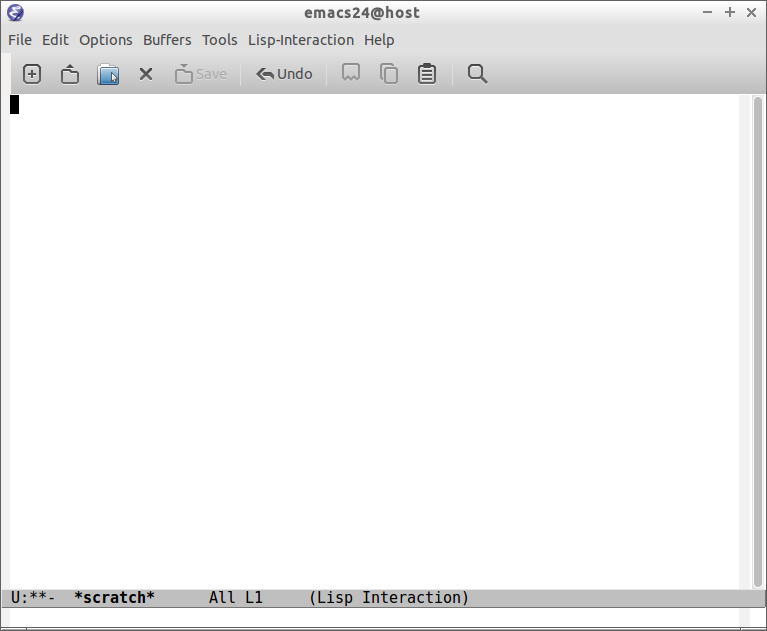 emacs24@host
File Edit Options Buffers Tools Lisp-Interaction Help
Save Undo
U:**-  *scratch*      All L1     (Lisp Interaction)